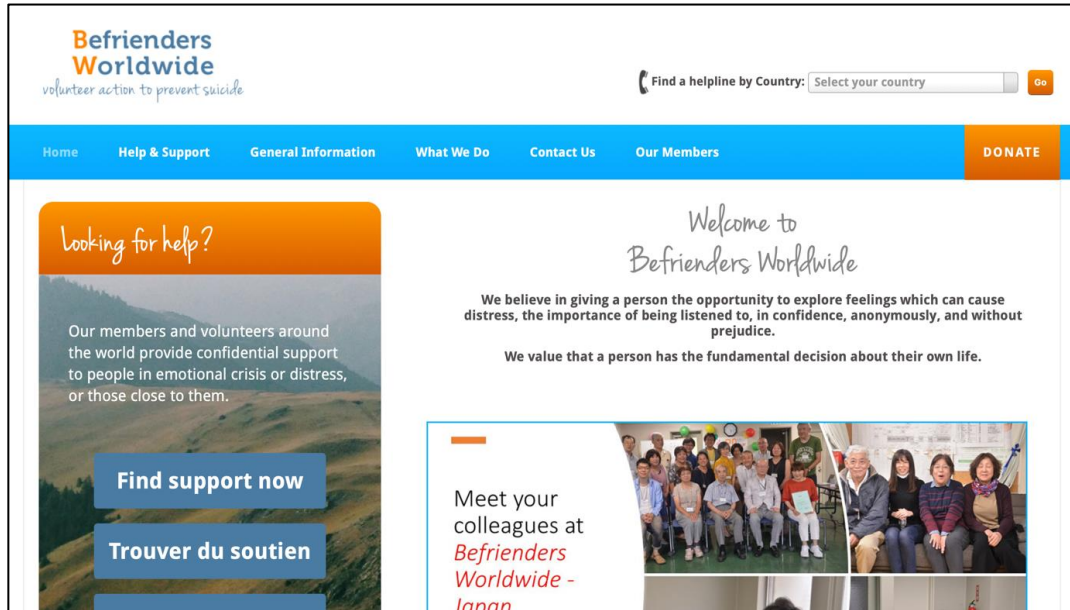 Befrienders
Worldwide
volunteer action to prevent suicide
Find a helpline by Country:
Select your country
Go
Home
Help & Support
General Information
What We Do
Contact Us
Our Members
DONATE
Looking for help?
Our members and volunteers around
the world provide confidential support
to people in emotional crisis or distress,
or those close to them.
Find support now
Trouver du soutien
Welcome to
Befrienders Worldwide
We believe in giving a person the opportunity to explore feelings which can cause
distress, the importance of being listened to, in confidence, anonymously, and without
prejudice.
We value that a person has the fundamental decision about their own life.
Meet your
colleagues at
Befrienders
Worldwide -
Japan